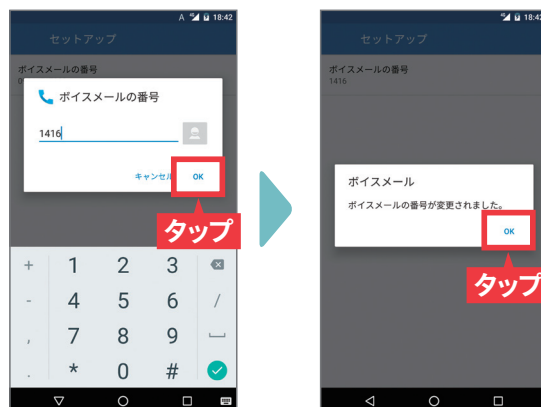 A 18:42
セットアップ
ボイスメールの番号
ボイスメールの番号
1416
キャンセル OK
タップ
+ 1 2 3
- 4 5 6 /
, 7 8 9
. * 0 #
18:42
セットアップ
ボイスメールの番号
1416
ボイスメール
ボイスメールの番号が変更されました。
OK
タップ